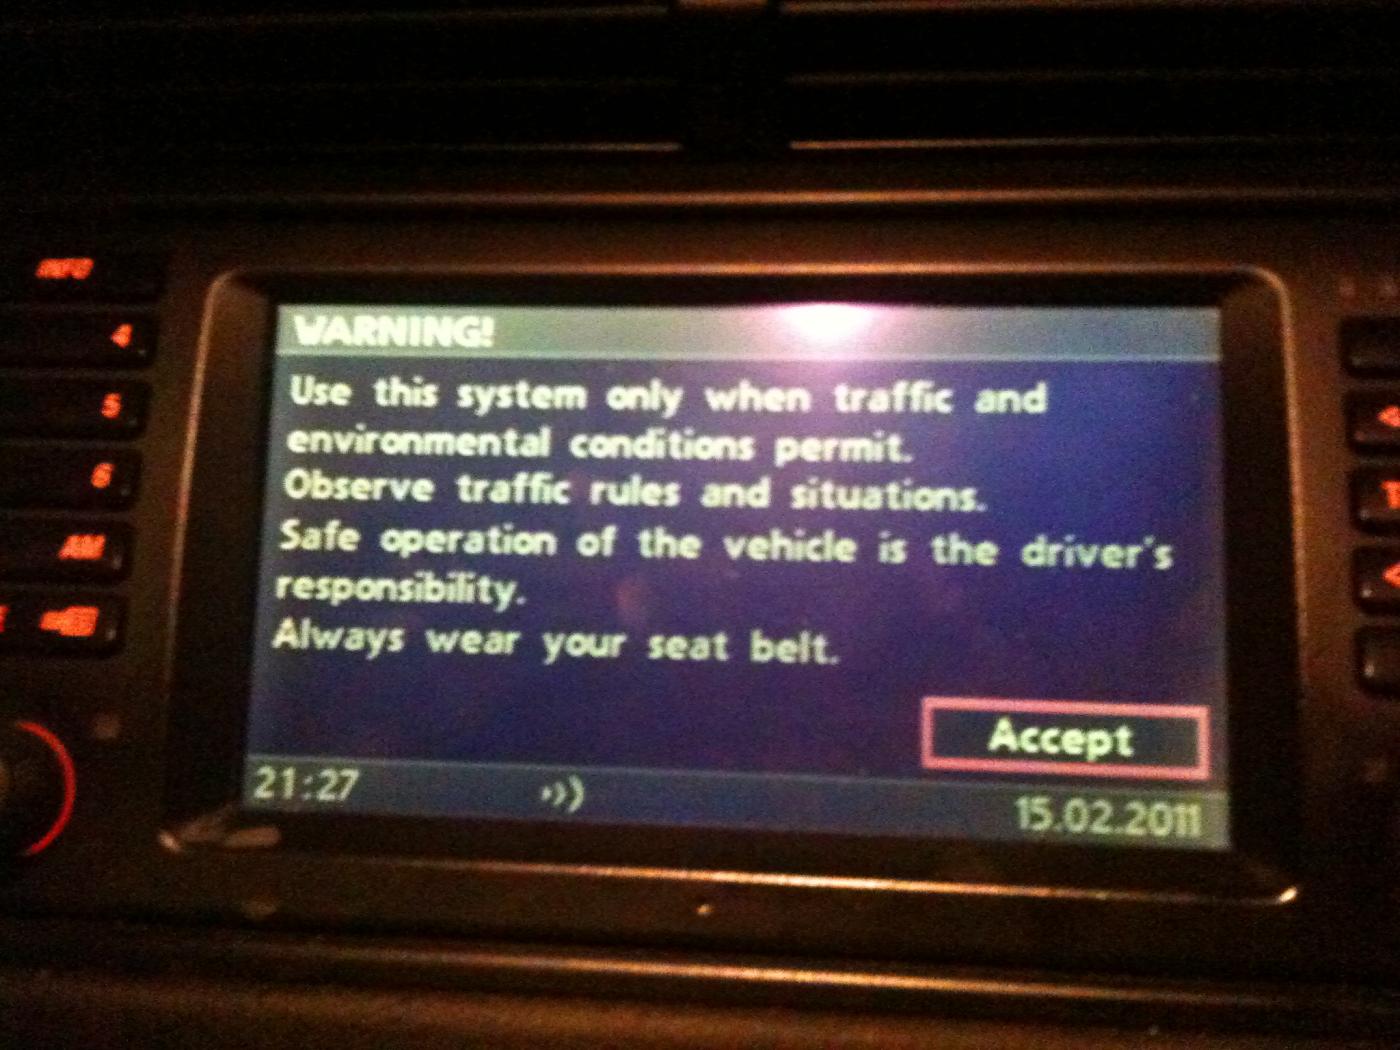 INFO
4
5
6
AM
WARNING!
Use this system only when traffic and
environmental conditions permit.
Observe traffic rules and situations.
Safe operation of the vehicle is the driver's
responsibility.
Always wear your seat belt.
Accept
21:27
15.02.2011